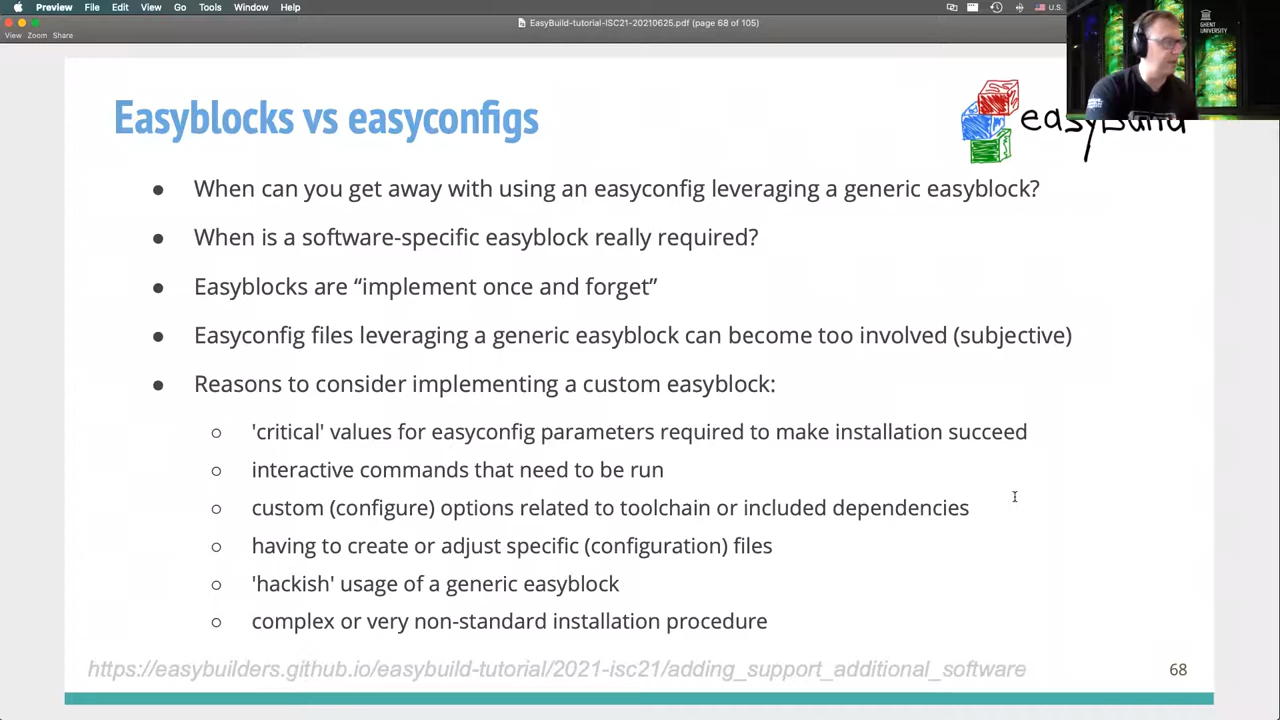 Preview File Edit View Go Tools Window Help U.S.
EasyBuild-tutorial-ISC21-20210625.pdf (page 68 of 105)
View Zoom Share
GHENT
UNIVERSITY
Easyblocks vs easyconfigs
easybuild
● When can you get away with using an easyconfig leveraging a generic easyblock?
● When is a software-specific easyblock really required?
● Easyblocks are “implement once and forget”
● Easyconfig files leveraging a generic easyblock can become too involved (subjective)
● Reasons to consider implementing a custom easyblock:
○ 'critical' values for easyconfig parameters required to make installation succeed
○ interactive commands that need to be run
○ custom (configure) options related to toolchain or included dependencies
○ having to create or adjust specific (configuration) files
○ 'hackish' usage of a generic easyblock
○ complex or very non-standard installation procedure
https://easybuilders.github.io/easybuild-tutorial/2021-isc21/adding_support_additional_software
68